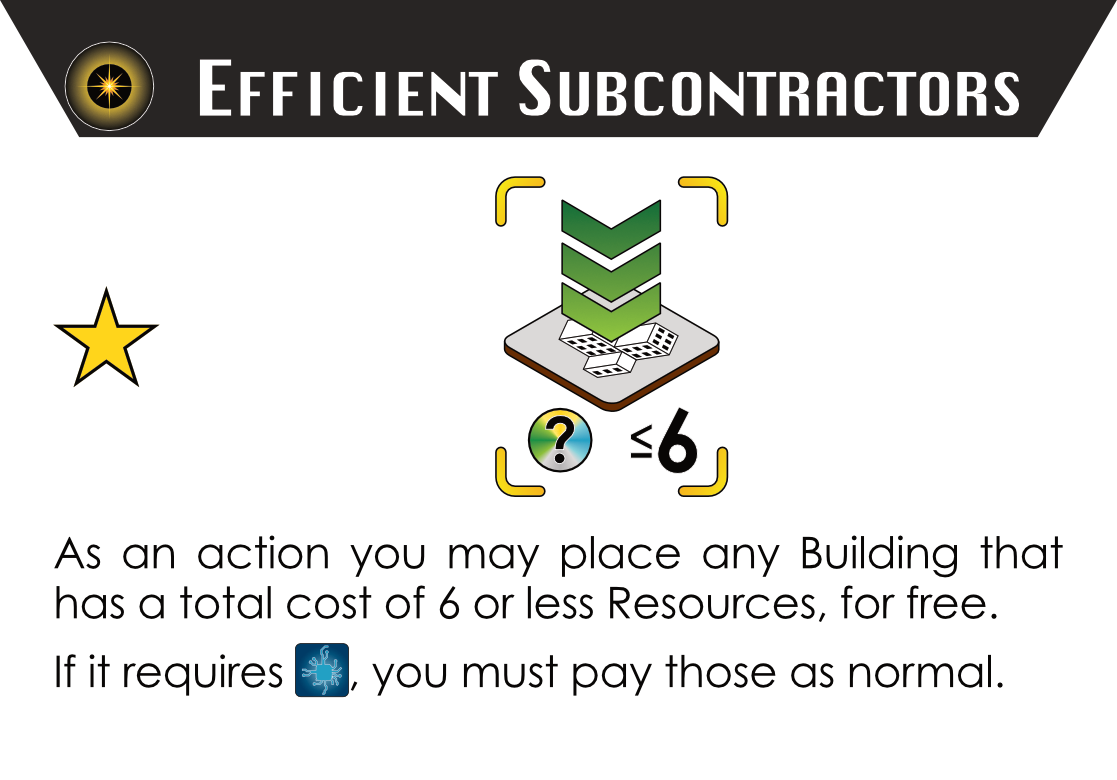 EFFICIENT SUBCONTRACTORS
? ≤6
As an action you may place any Building that
has a total cost of 6 or less Resources, for free.
If it requires , you must pay those as normal.